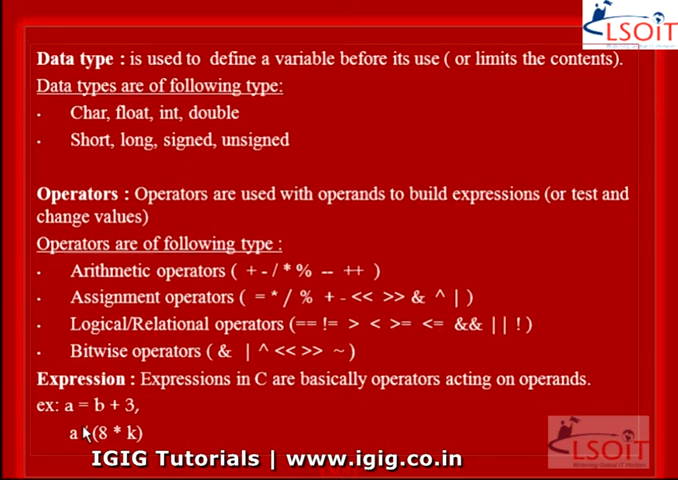 LSOiT
Data type : is used to define a variable before its use ( or limits the contents).
Data types are of following type:
· Char, float, int, double
· Short, long, signed, unsigned
Operators : Operators are used with operands to build expressions (or test and
change values)
Operators are of following type :
· Arithmetic operators ( + - / * % -- ++ )
· Assignment operators ( = * / % + - << >> & ^ | )
· Logical/Relational operators (== != > < >= <= && | | ! )
· Bitwise operators ( & | ^ << >> ~ )
Expression : Expressions in C are basically operators acting on operands.
ex: a = b + 3,
a (8 * k)
LSOiT
IGIG Tutorials | www.igig.co.in